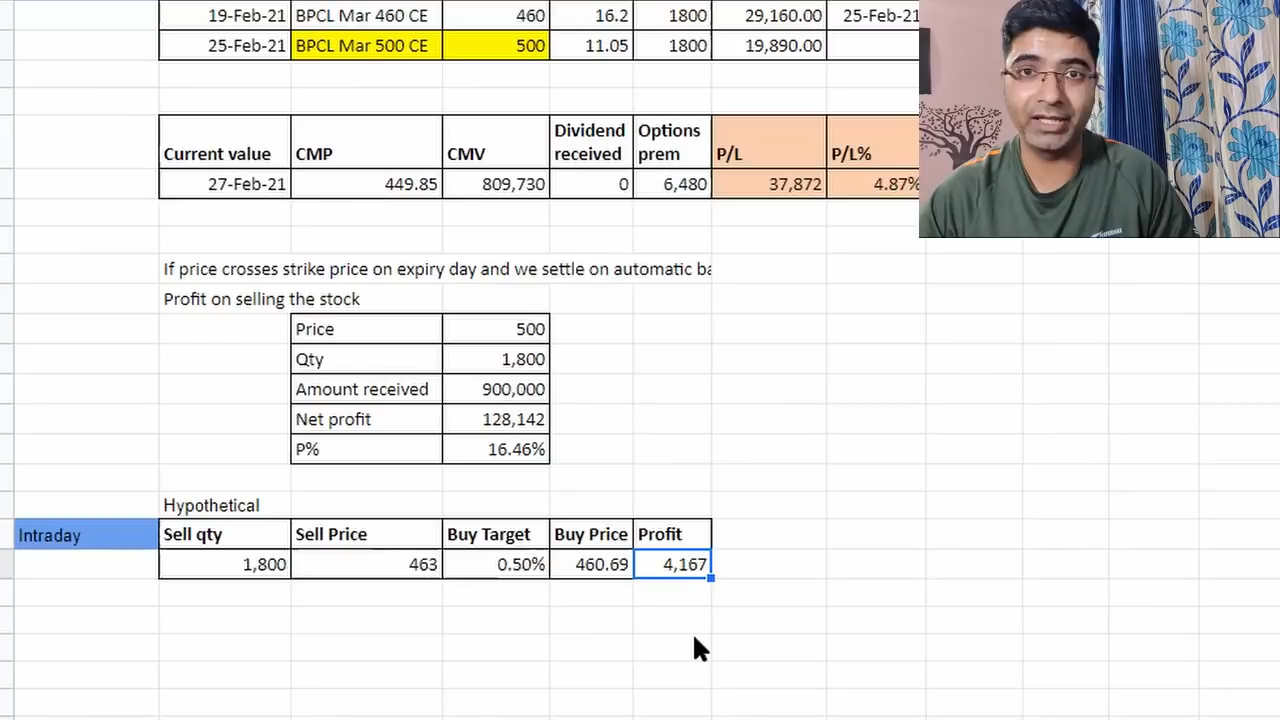 19-Feb-21 BPCL Mar 460 CE 460 16.2 1800 29,160.00 25-Feb-21
25-Feb-21 BPCL Mar 500 CE 500 11.05 1800 19,890.00
Current value CMP CMV Dividend received Options prem P/L P/L%
27-Feb-21 449.85 809,730 0 6,480 37,872 4.87%
If price crosses strike price on expiry day and we settle on automatic ba
Profit on selling the stock
Price 500
Qty 1,800
Amount received 900,000
Net profit 128,142
P% 16.46%
Hypothetical
Intraday Sell qty Sell Price Buy Target Buy Price Profit
1,800 463 0.50% 460.69 4,167